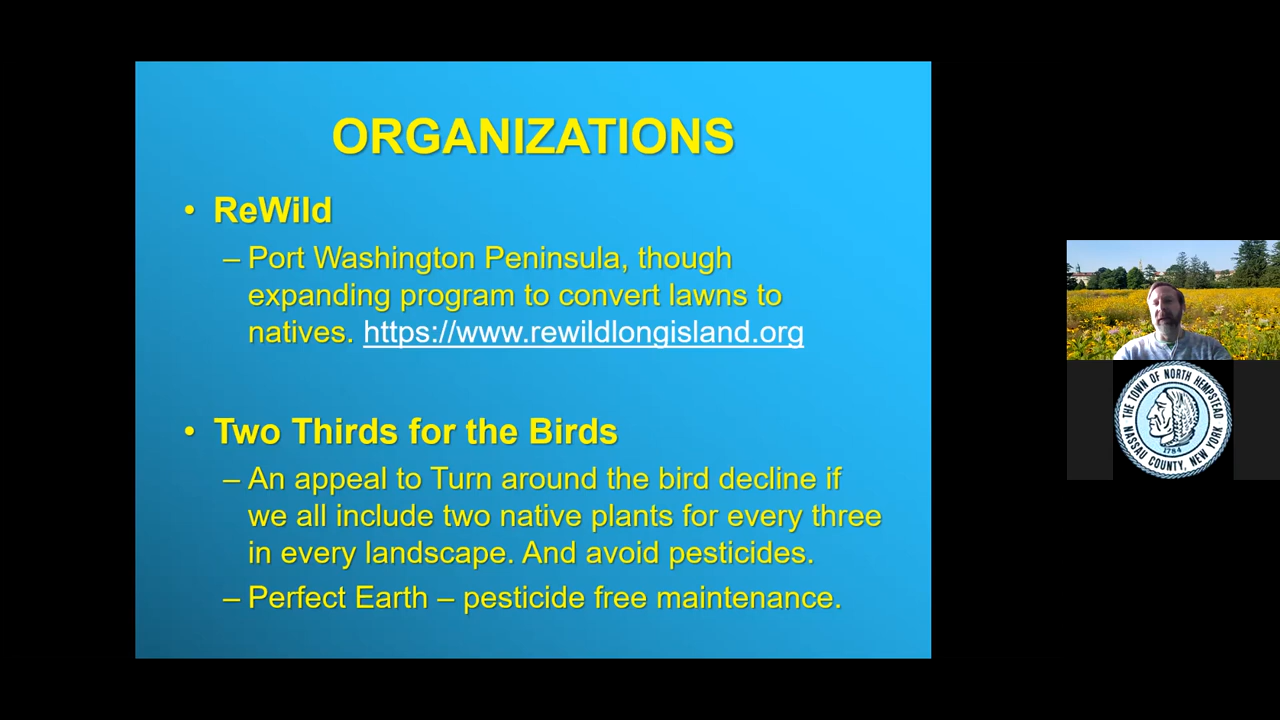 ORGANIZATIONS
• ReWild
– Port Washington Peninsula, though
expanding program to convert lawns to
natives. https://www.rewildlongisland.org
• Two Thirds for the Birds
– An appeal to Turn around the bird decline if
we all include two native plants for every three
in every landscape. And avoid pesticides.
– Perfect Earth – pesticide free maintenance.
THE TOWN OF NORTH HEMPSTEAD
1784
NASSAU COUNTY, NEW YORK